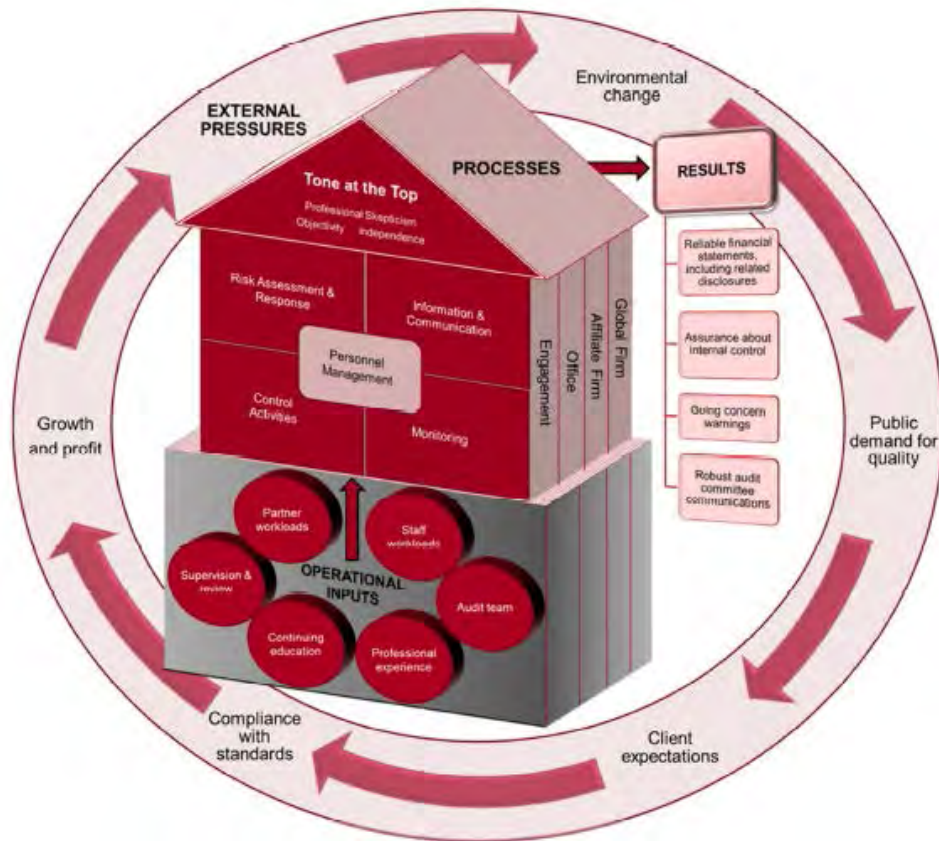 EXTERNAL
PRESSURES
Environmental
change
PROCESSES
RESULTS
Tone at the Top
Professional Skepticism
Objectivity independence
Reliable financial
statements,
including related
disclosures
Risk Assessment &
Response
Information &
Communication
Personnel
Management
Control
Activities
Monitoring
Engagement
Office
Affiliate Firm
Global Firm
Assurance about
internal control
Going concern
warnings
Robust audit
committee
communications
Growth
and profit
Public
demand for
quality
Partner
workloads
Staff
workloads
Supervision &
review
OPERATIONAL
INPUTS
Audit team
Continuing
education
Professional
experience
Compliance
with
standards
Client
expectations